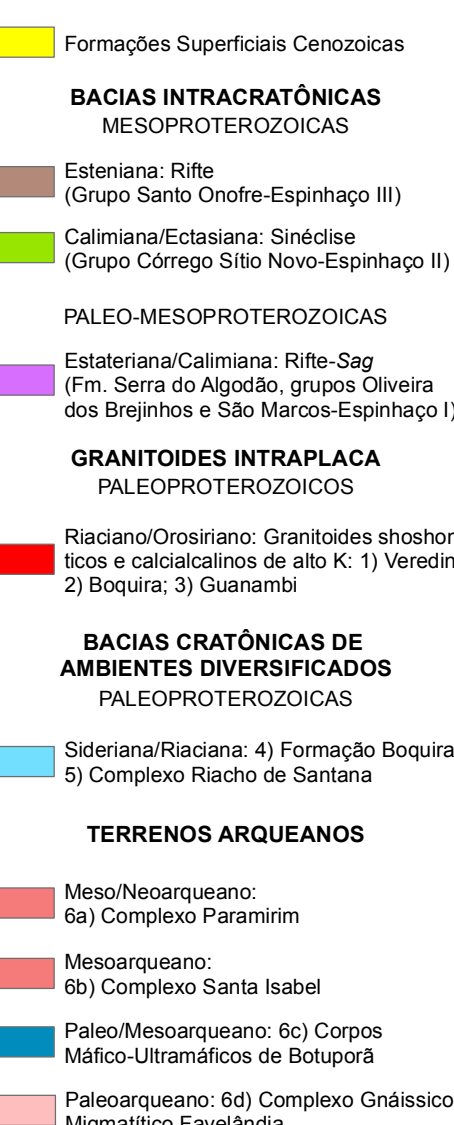 Formações Superficiais Cenozoicas
BACIAS INTRACRATÔNICAS
MESOPROTEROZOICAS
Esteniana: Rifte
(Grupo Santo Onofre-Espinhaço III)
Calimiana/Ectasiana: Sinéclise
(Grupo Córrego Sítio Novo-Espinhaço II)
PALEO-MESOPROTEROZOICAS
Estateriana/Calimiana: Rifte-Sag
(Fm. Serra do Algodão, grupos Oliveira
dos Brejinhos e São Marcos-Espinhaço I)
GRANITOIDES INTRAPLACA
PALEOPROTEROZOICOS
Riaciano/Orosiriano: Granitoides
ticos e calcialcalinos de alto K: 1)
2) Boquira; 3) Guanambi
BACIAS CRATÔNICAS DE
AMBIENTES DIVERSIFICADOS
PALEOPROTEROZOICAS
Sideriana/Riaciana: 4) Formação Boquira
5) Complexo Riacho de Santana
TERRENOS ARQUEANOS
Meso/Neoarqueano:
6a) Complexo Paramirim
Mesoarqueano:
6b) Complexo Santa Isabel
Paleo/Mesoarqueano: 6c) Corpos
Máfico-Ultramáficos de Botuporã
Paleoarqueano: 6d) Complexo Gnáissico
Migmatítico Favelândia